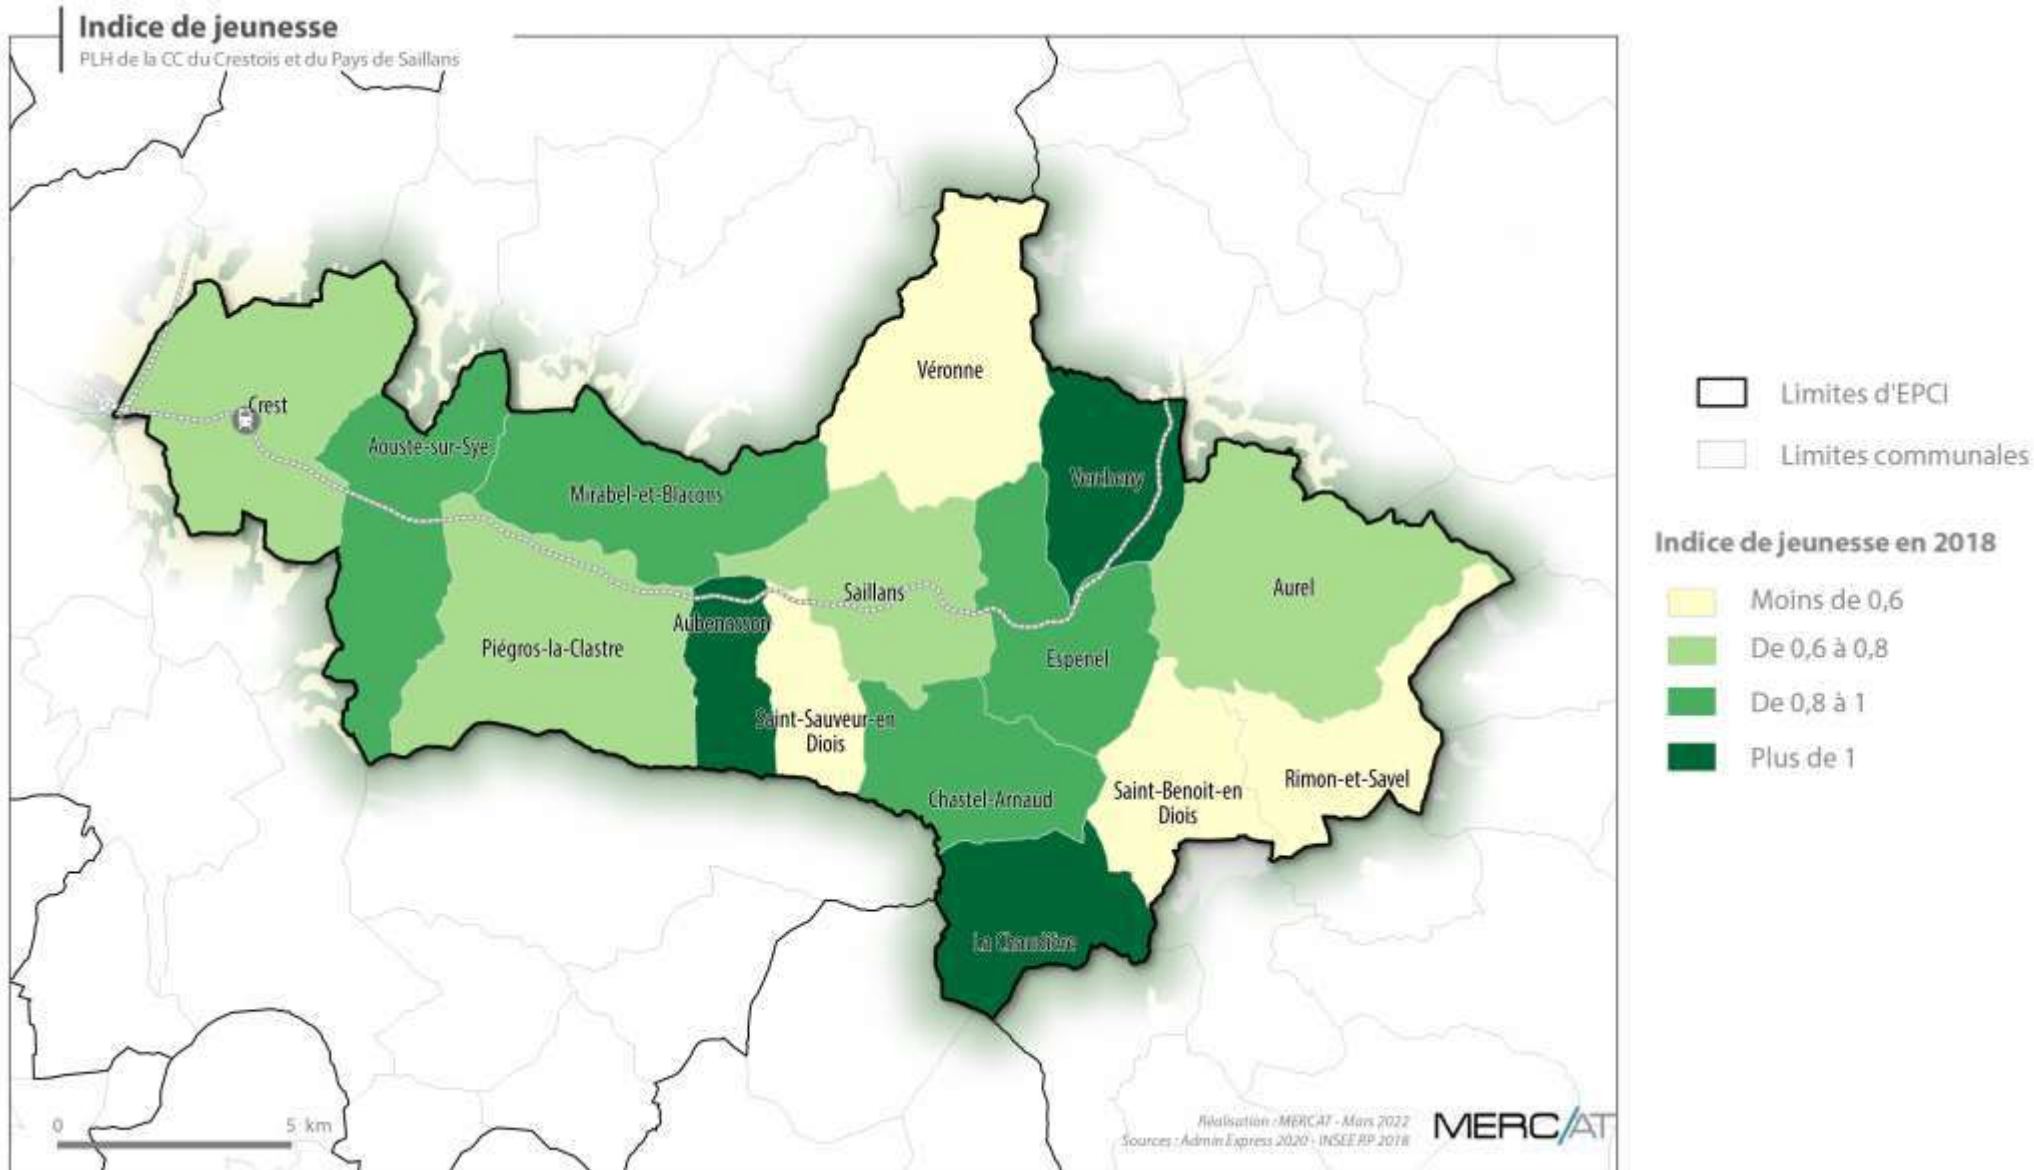 Indice de jeunesse
PLH de la CC du Crestois et du Pays de Saillans
Véronne
Crest
Aouste-sur-Sye
Mirabel-et-Blacons
Vercheny
Saillans
Aurel
Aubenasson
Piégros-la-Clastre
Espenel
Saint-Sauveur-en
Diois
Chastel-Arnaud
Saint-Benoit-en
Diois
Rimon-et-Savel
La Chaudière
Limites d'EPCI
Limites communales
Indice de jeunesse en 2018
Moins de 0,6
De 0,6 à 0,8
De 0,8 à 1
Plus de 1
0 5 km
Réalisation : MERCAT - Mars 2022
Sources : Admin Express 2020 - INSEE RP 2018
MERC/AT